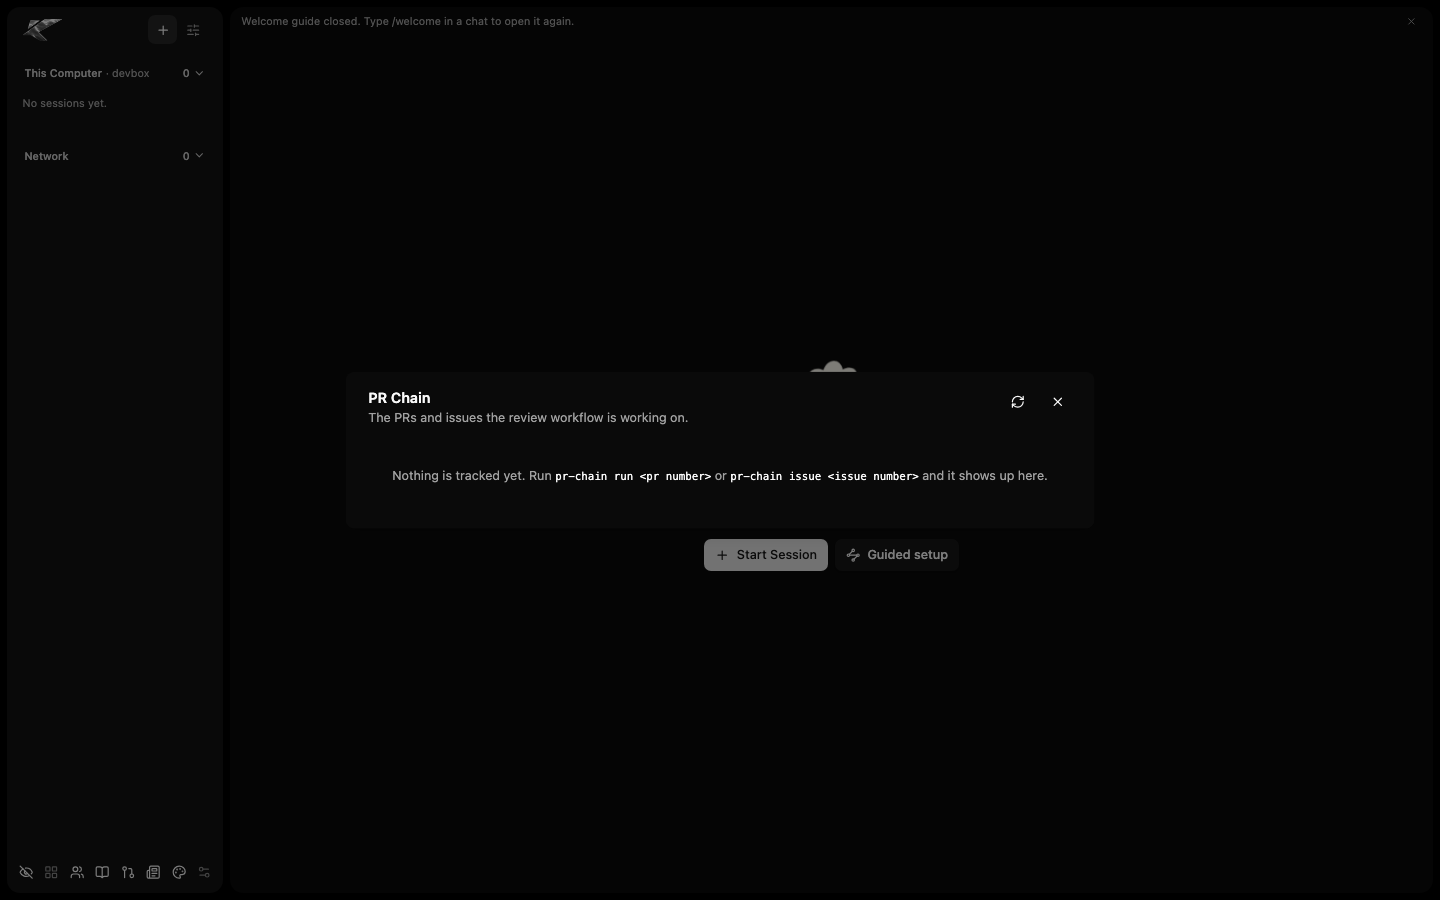 Welcome guide closed. Type /welcome in a chat to open it again.
This Computer · devbox 0
No sessions yet.
Network 0
PR Chain
The PRs and issues the review workflow is working on.
Nothing is tracked yet. Run pr-chain run <pr number> or pr-chain issue <issue number> and it shows up here.
Start Session
Guided setup